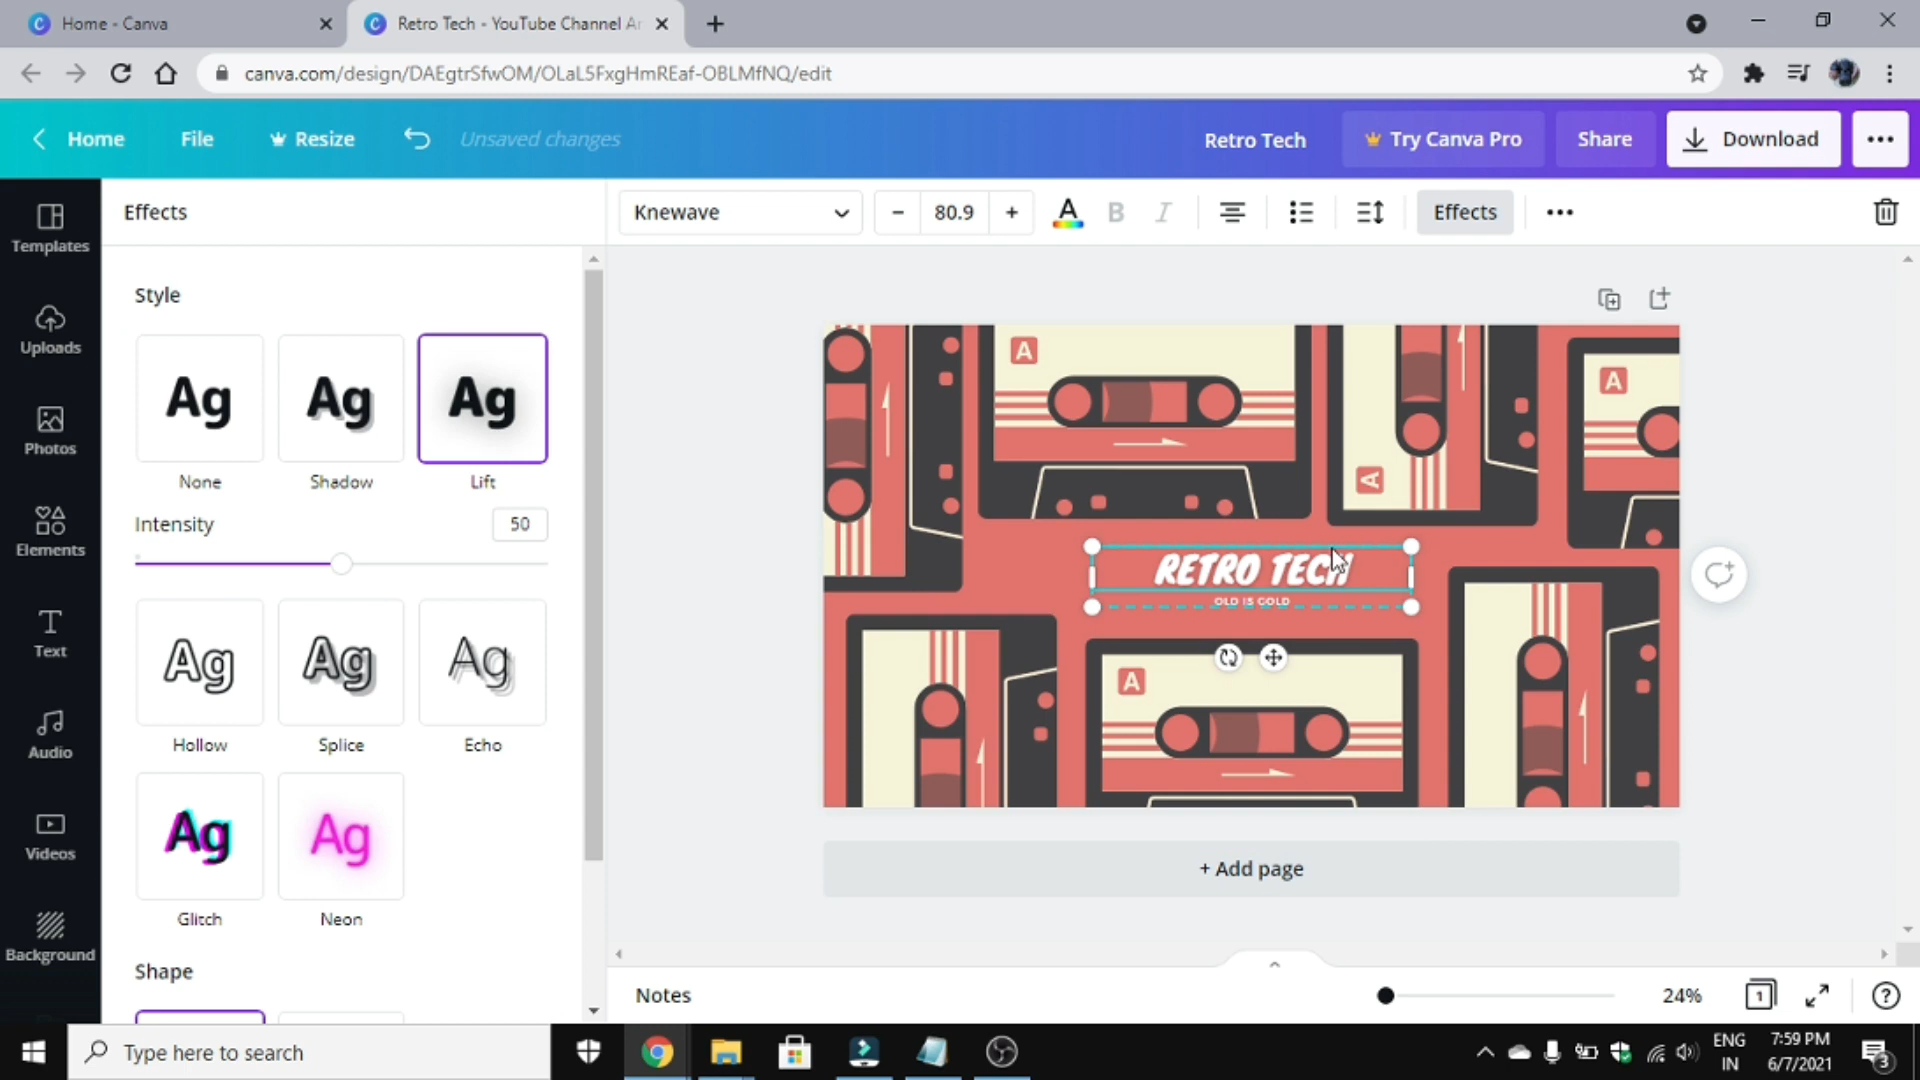 Home - Canva
Retro Tech - YouTube Channel Ar
canva.com/design/DAEgtrSfwOM/OLaL5FxgHmREaf-OBLMfNQ/edit
Home
File
Resize
Unsaved changes
Retro Tech
Try Canva Pro
Share
Download
Templates
Uploads
Photos
Elements
Text
Audio
Videos
Background
Effects
Knewave
80.9
A
B
I
Effects
Style
Ag
Ag
Ag
None
Shadow
Lift
Intensity
50
Ag
Ag
Ag
Hollow
Splice
Echo
Ag
Ag
Glitch
Neon
Shape
A
A
A
RETRO TECH
OLD IS GOLD
A
+ Add page
Notes
24%
1
?
Type here to search
ENG
IN
7:59 PM
6/7/2021
3